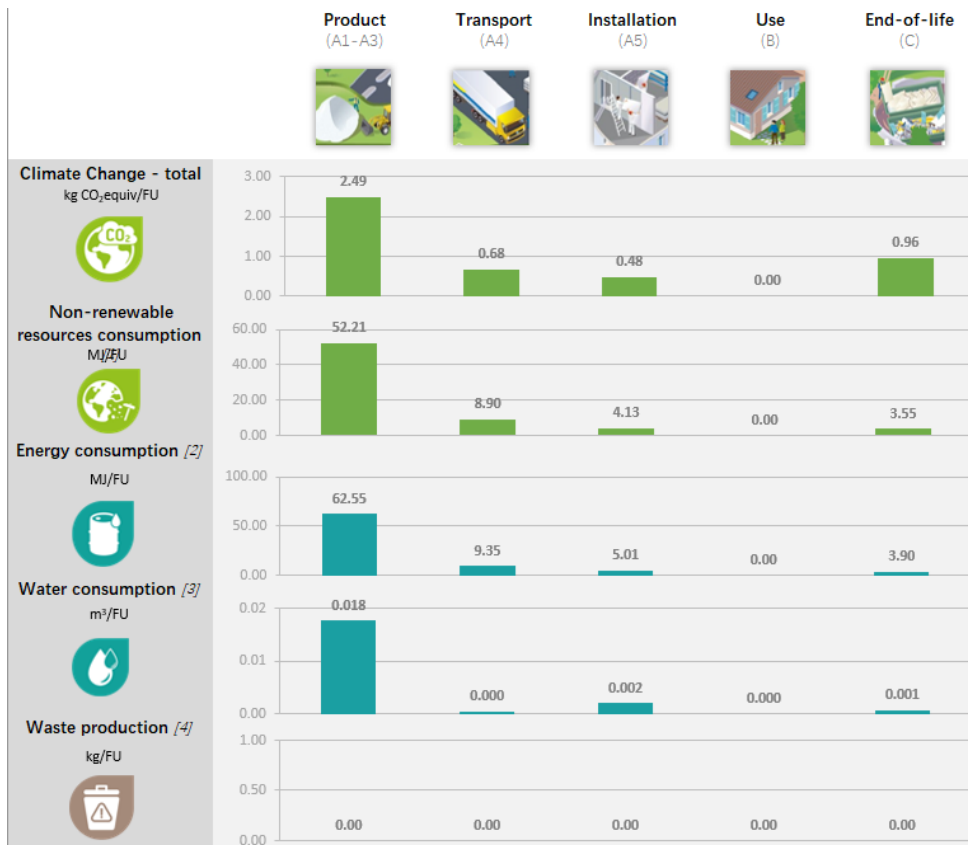 Product Transport Installation Use End-of-life
(A1-A3) (A4) (A5) (B) (C)
Climate Change - total
kg CO₂equiv/FU
CO₂
3.00
2.00
1.00
0.00
2.49 0.68 0.48 0.00 0.96
Non-renewable
resources consumption
MJ/FU
60.00
40.00
20.00
0.00
52.21 8.90 4.13 0.00 3.55
Energy consumption [2]
MJ/FU
100.00
50.00
0.00
62.55 9.35 5.01 0.00 3.90
Water consumption [3]
m³/FU
0.02
0.01
0.00
0.018 0.000 0.002 0.000 0.001
Waste production [4]
kg/FU
1.00
0.50
0.00
0.00 0.00 0.00 0.00 0.00